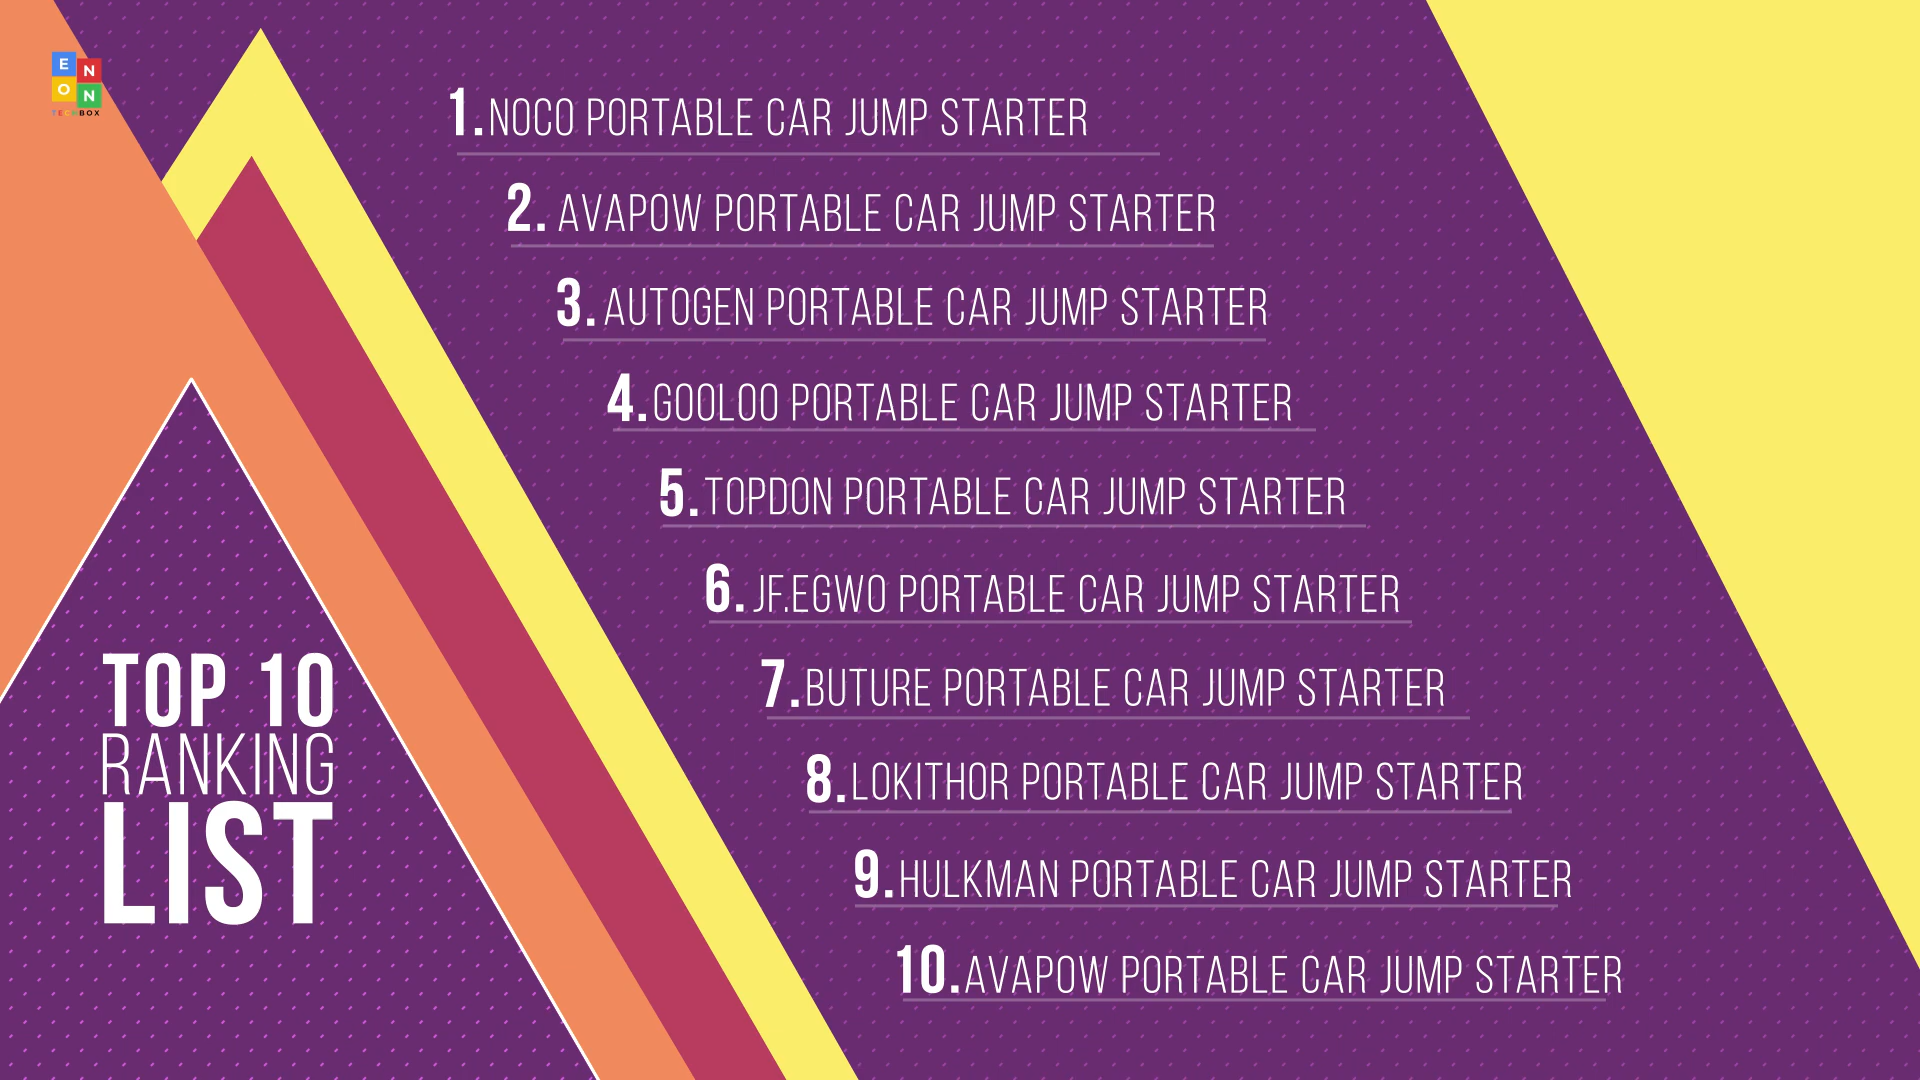 E N
O N
TECHBOX
1. NOCO PORTABLE CAR JUMP STARTER
2. AVAPOW PORTABLE CAR JUMP STARTER
3. AUTOGEN PORTABLE CAR JUMP STARTER
4. GOOLOO PORTABLE CAR JUMP STARTER
5. TOPDON PORTABLE CAR JUMP STARTER
6. JF.EGWO PORTABLE CAR JUMP STARTER
7. BUTURE PORTABLE CAR JUMP STARTER
8. LOKITHOR PORTABLE CAR JUMP STARTER
9. HULKMAN PORTABLE CAR JUMP STARTER
10. AVAPOW PORTABLE CAR JUMP STARTER
TOP 10
RANKING
LIST